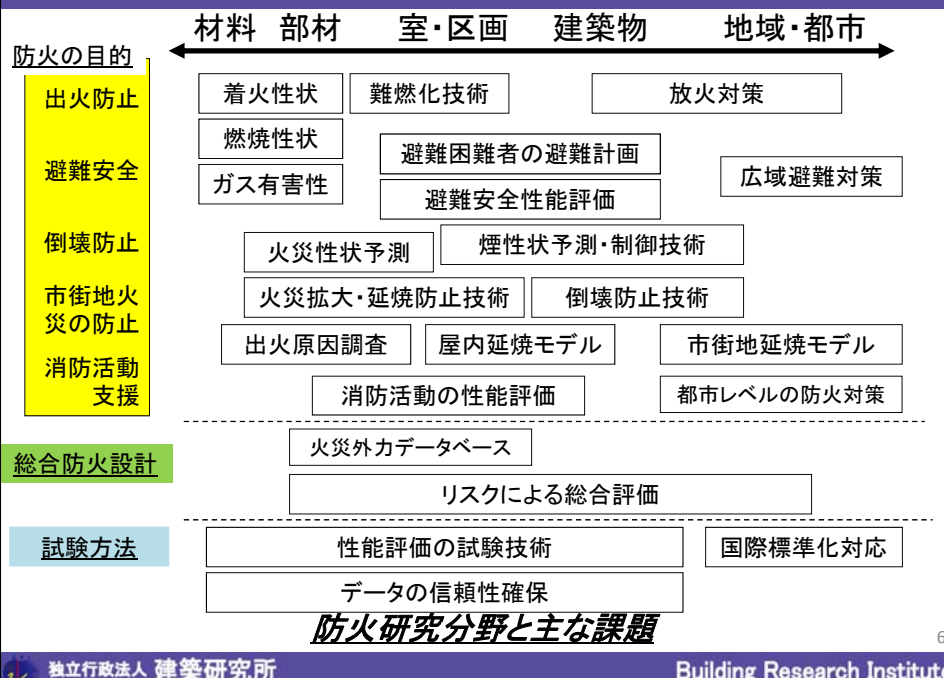 材料 部材 室・区画 建築物 地域・都市
防火の目的
出火防止
着火性状 難燃化技術 放火対策
燃焼性状
避難安全
避難困難者の避難計画
ガス有害性
広域避難対策
避難安全性能評価
倒壊防止
火災性状予測 煙性状予測・制御技術
市街地火
災の防止
火災拡大・延焼防止技術 倒壊防止技術
出火原因調査 屋内延焼モデル 市街地延焼モデル
消防活動
支援
消防活動の性能評価 都市レベルの防火対策
総合防火設計
火災外力データベース
リスクによる総合評価
試験方法
性能評価の試験技術 国際標準化対応
データの信頼性確保
防火研究分野と主な課題
6
独立行政法人 建築研究所 Building Research Institute